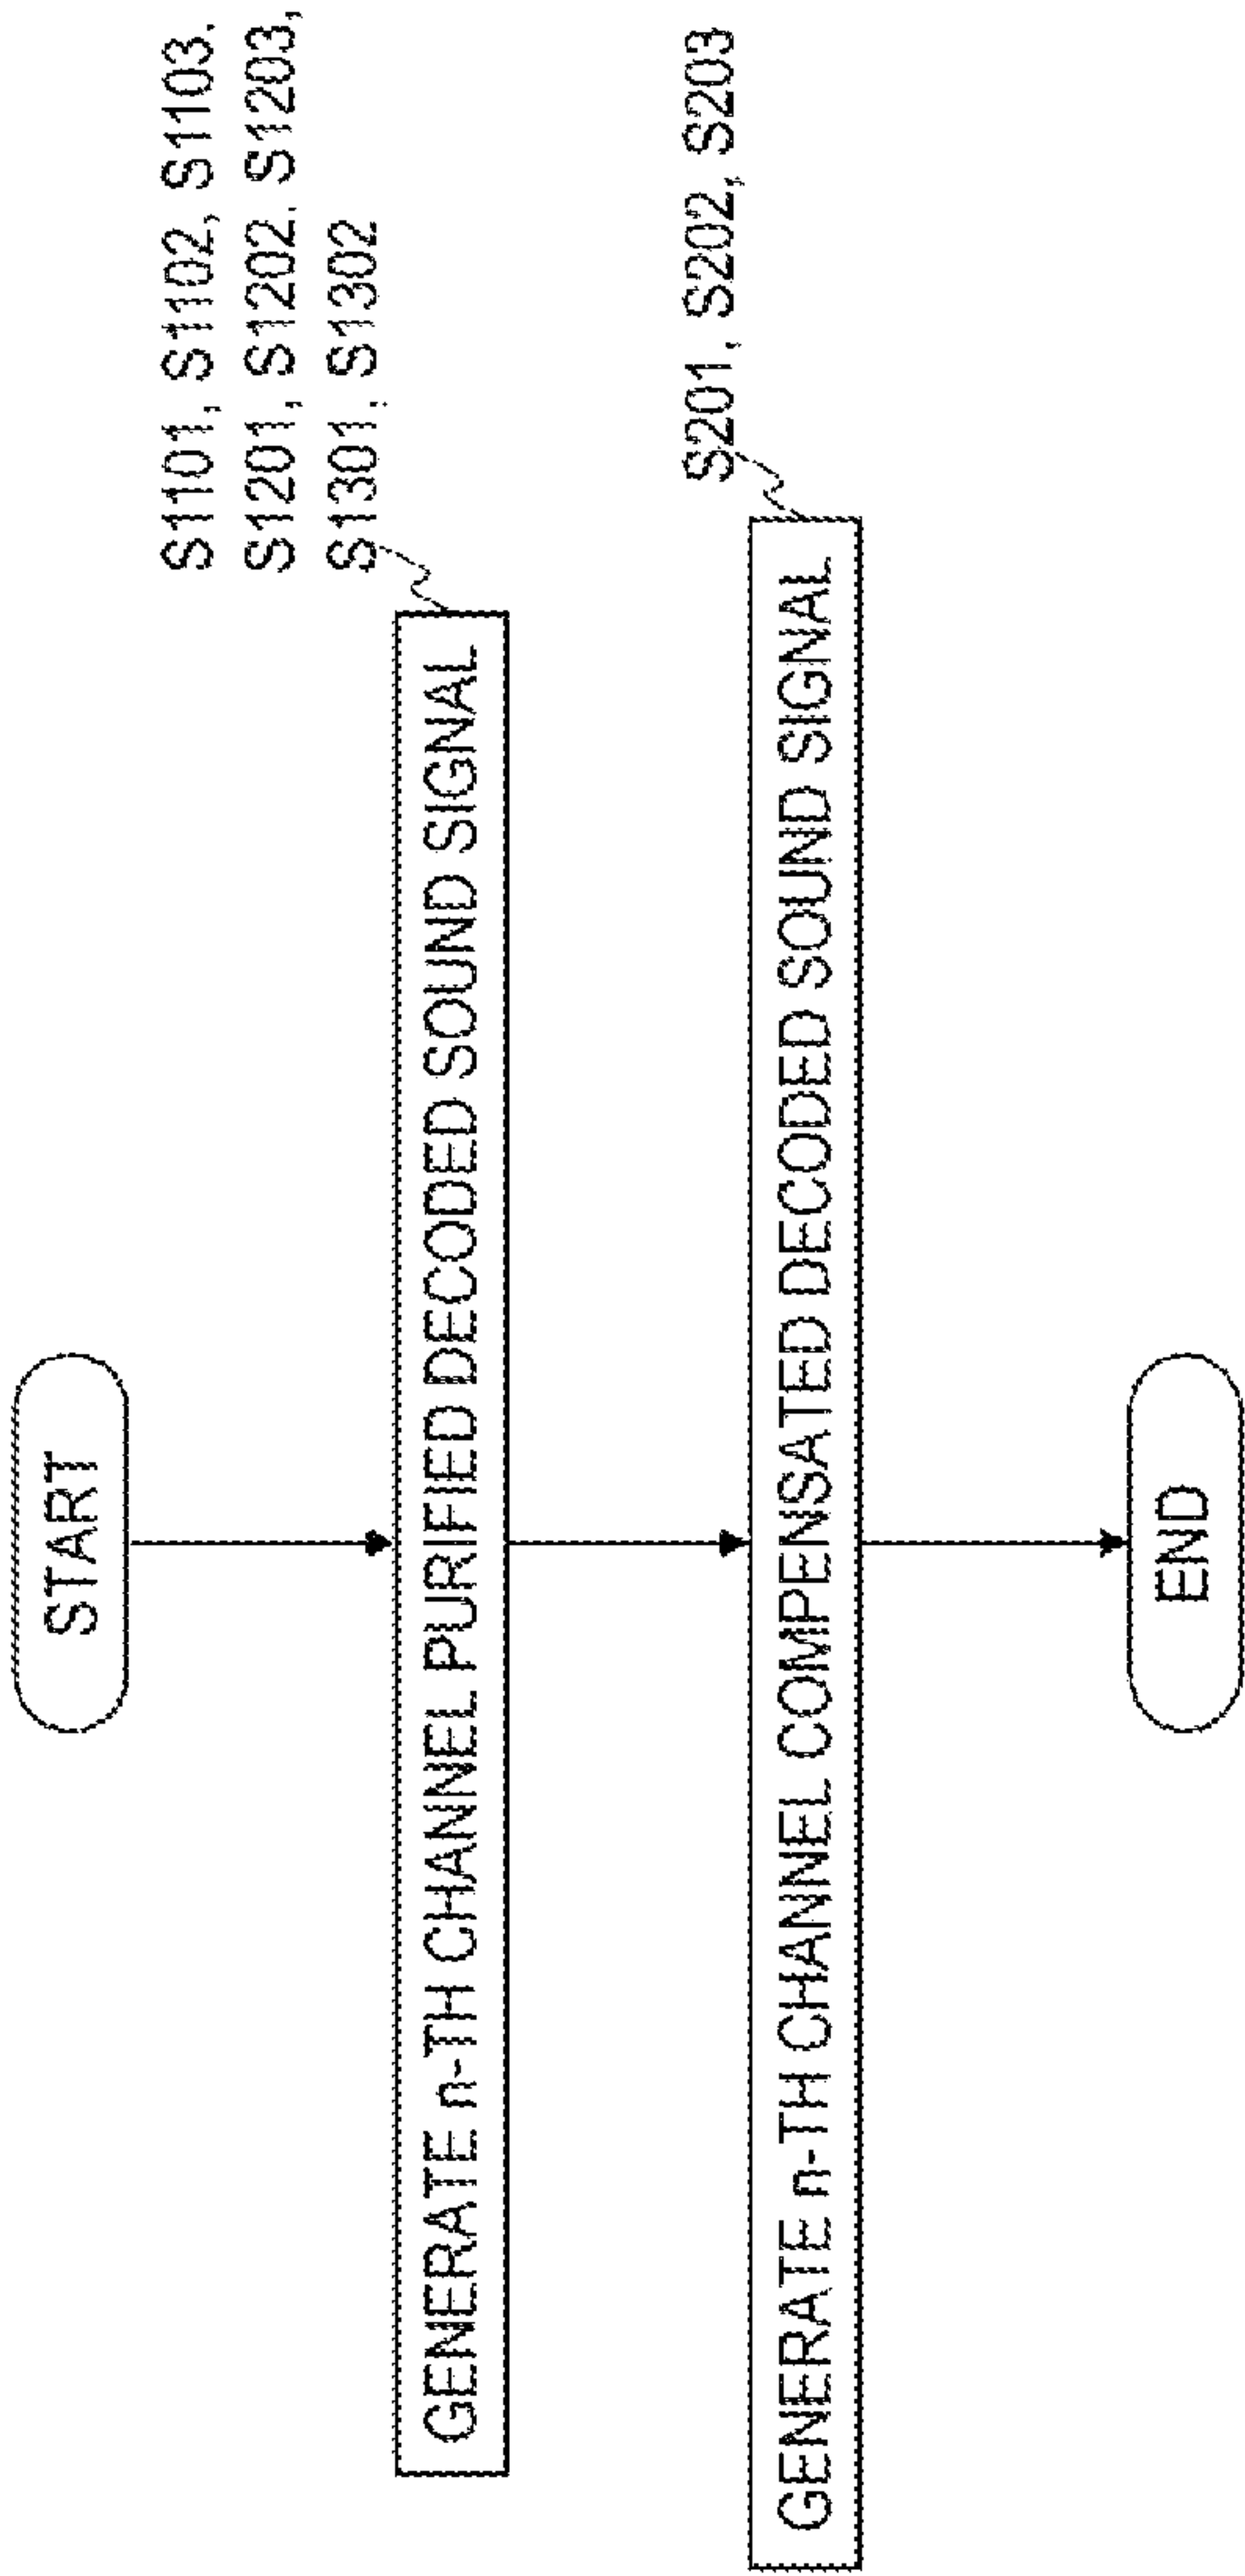 START
S1101, S1102, S1103.
S1201, S1202. S1203,
S1301, S1302
GENERATE n-TH CHANNEL PURIFIED DECODED SOUND SIGNAL
S201, S202, S203
GENERATE n-TH CHANNEL COMPENSATED DECODED SOUND SIGNAL
END